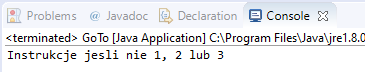 Problems @ Javadoc Declaration Console
<terminated> GoTo [Java Application] C:\Program Files\Java\jre1.8.0
Instrukcje jesli nie 1, 2 lub 3